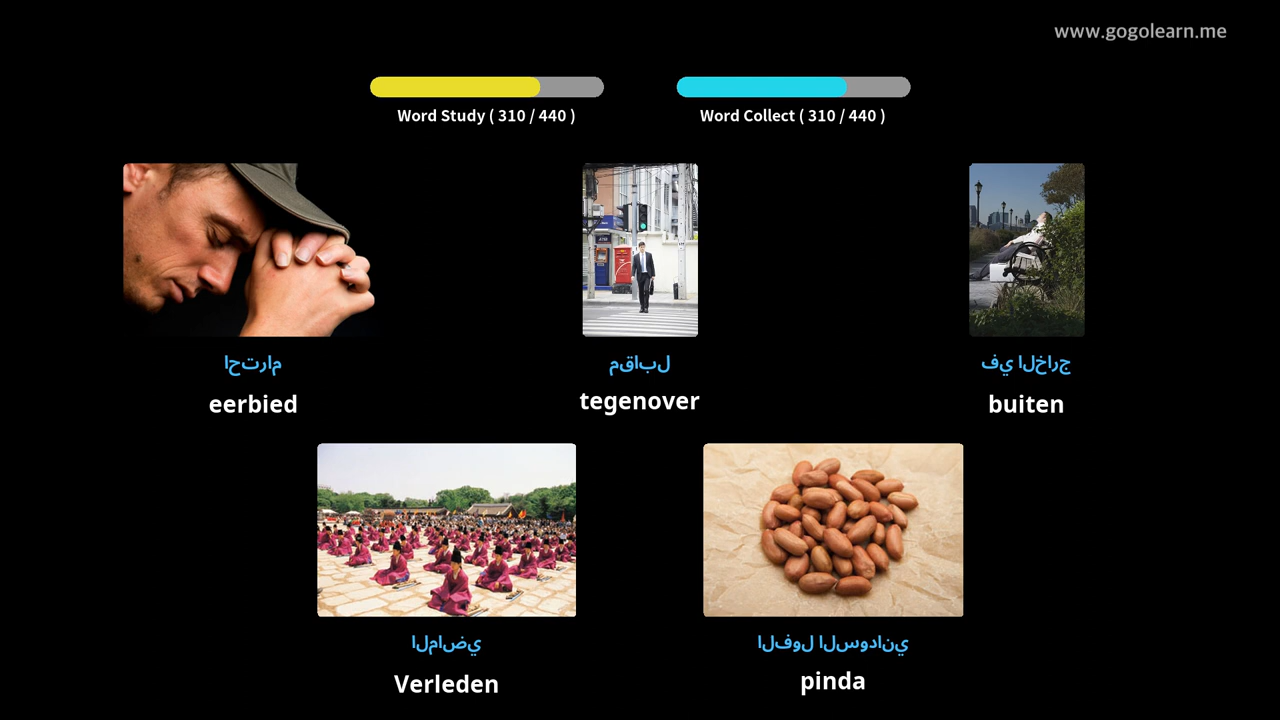 www.gogolearn.me
Word Study ( 310 / 440 )
Word Collect ( 310 / 440 )
احترام
مقابل
في الخارج
eerbied
tegenover
buiten
الماضي
الفول السوداني
Verleden
pinda